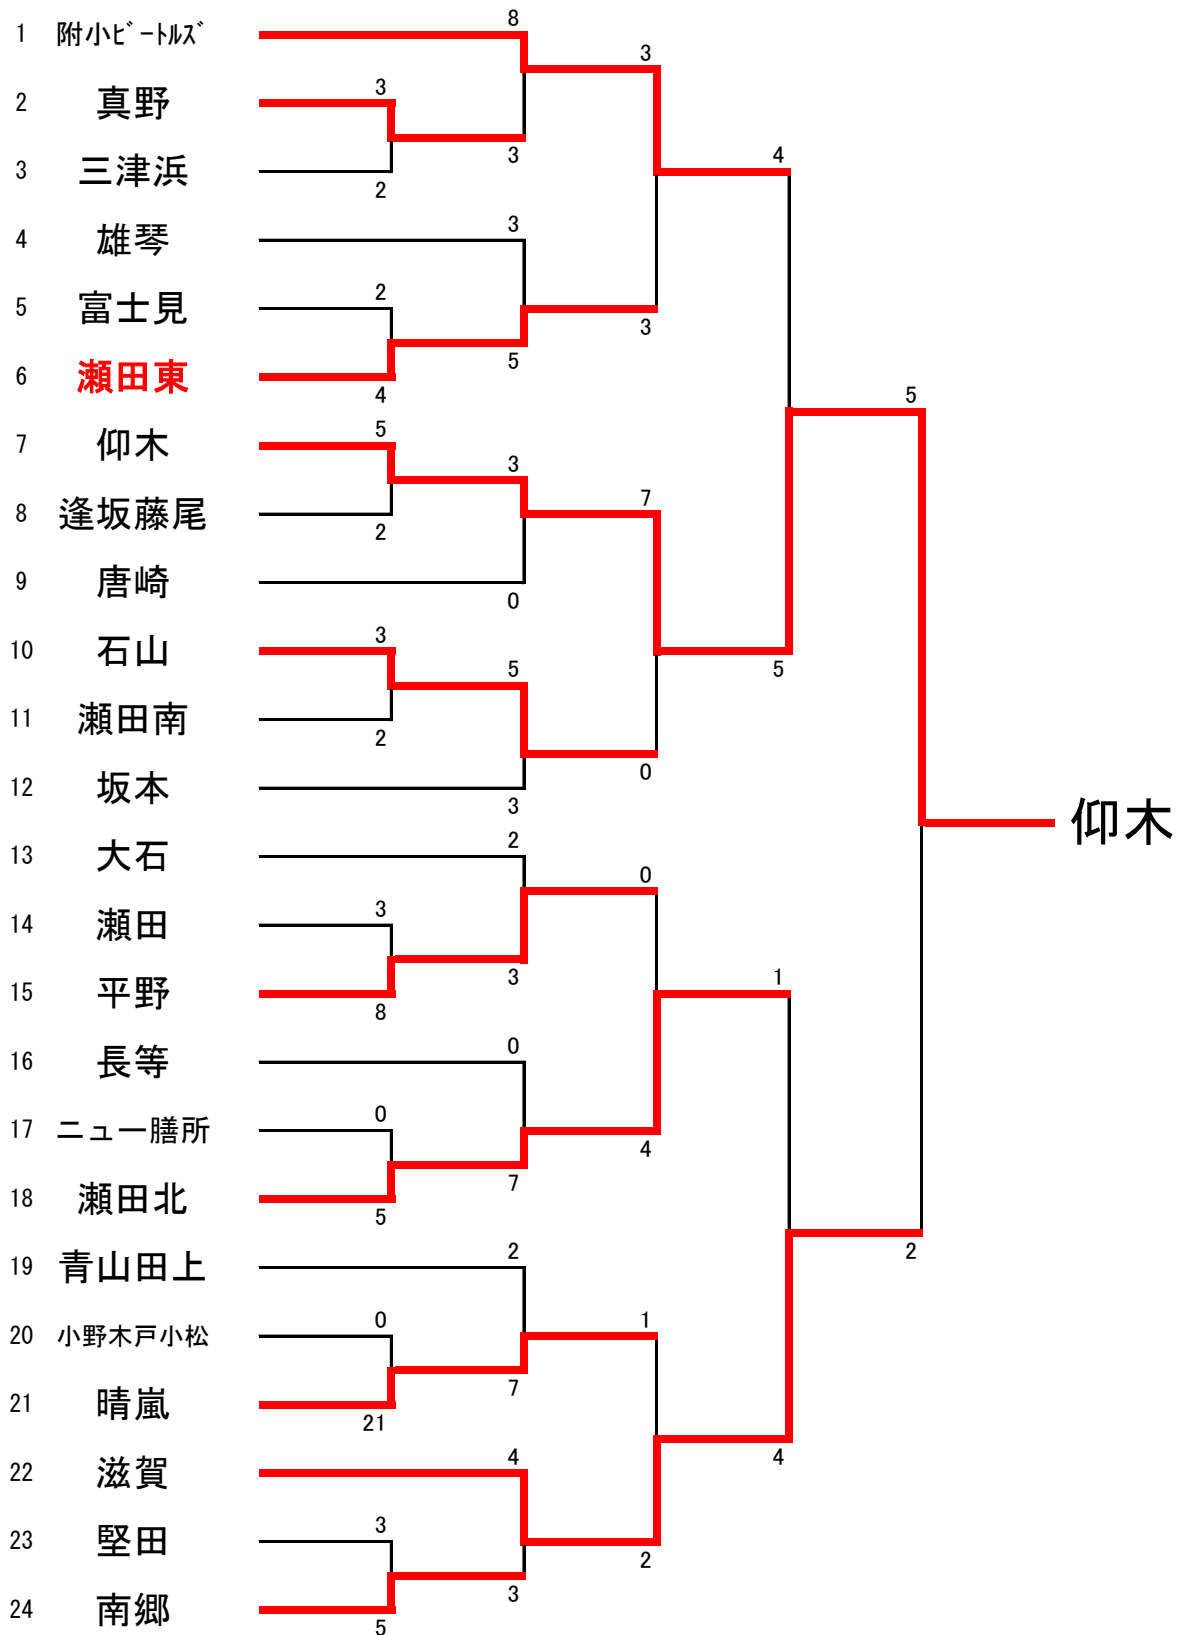 8
1 附小ﾋﾞｰﾄﾙｽﾞ
3
3
2 真野
3
4
3 三津浜
2
3
4 雄琴
2
5 富士見
3
5
6 瀬田東
4
5
5
7 仰木
3
7
8 逢坂藤尾
2
9 唐崎
0
3
10 石山
5
5
11 瀬田南
2
0
12 坂本
3
仰木
2
13 大石
0
3
14 瀬田
3
1
15 平野
8
0
16 長等
0
17 ニュー膳所
4
7
18 瀬田北
5
2
2
19 青山田上
0
1
20 小野木戸小松
7
21 晴嵐
21
4
4
22 滋賀
3
23 堅田
2
3
24 南郷
5